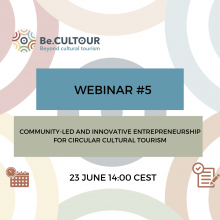 Be.CULTOUR
Beyond cultural tourism
WEBINAR #5
COMMUNITY-LED AND INNOVATIVE ENTREPRENEURSHIP
FOR CIRCULAR CULTURAL TOURISM
23 JUNE 14:00 CEST